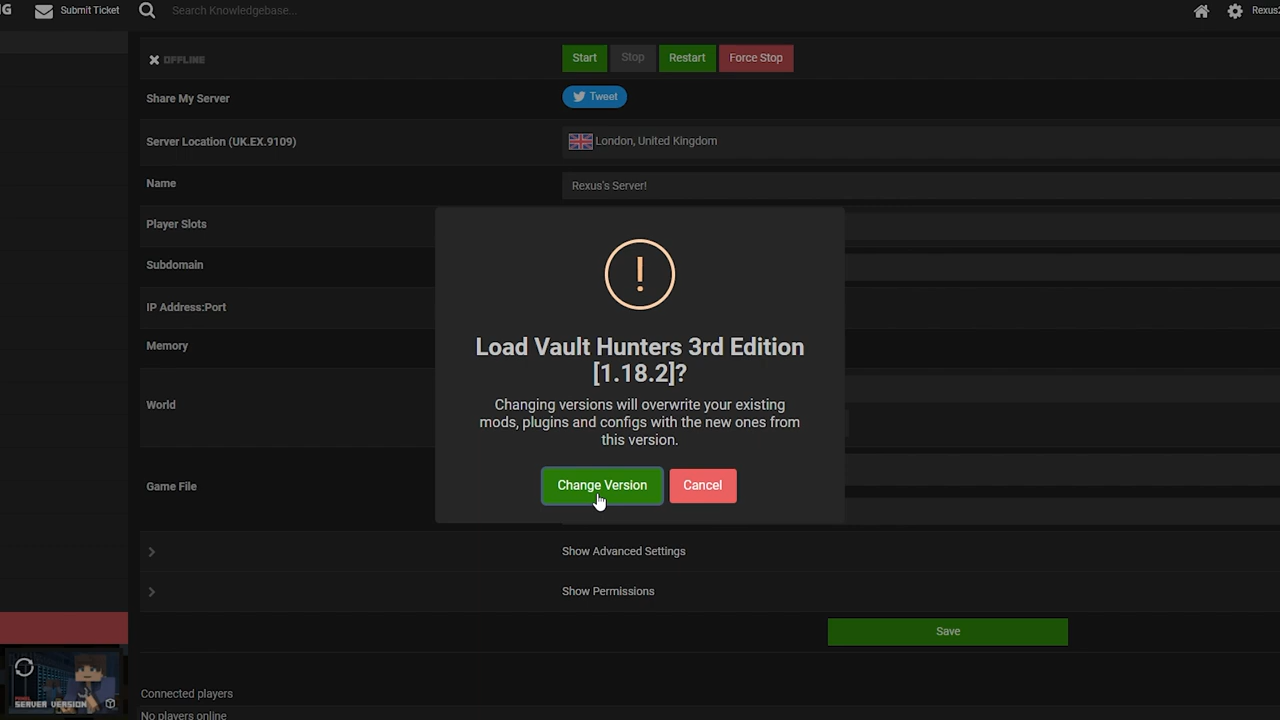 G Submit Ticket Search Knowledgebase... Rexus2
OFFLINE Start Stop Restart Force Stop
Share My Server Tweet
Server Location (UK.EX.9109) London, United Kingdom
Name Rexus's Server!
Player Slots
Subdomain
IP Address:Port
Memory
World
Game File
Load Vault Hunters 3rd Edition
[1.18.2]?
Changing versions will overwrite your existing
mods, plugins and configs with the new ones from
this version.
Change Version Cancel
Show Advanced Settings
Show Permissions
Save
SERVER VERSION
Connected players
No players online